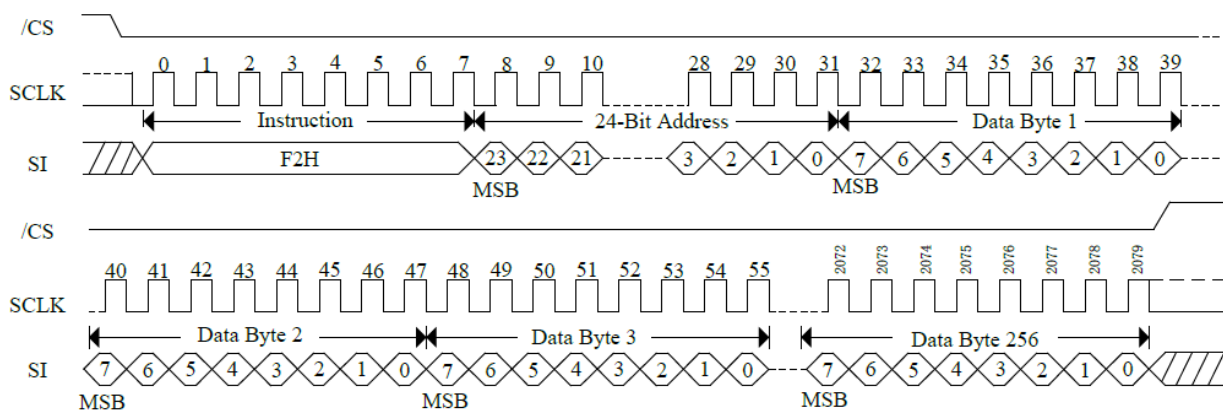 /CS
0 1 2 3 4 5 6 7 8 9 10 28 29 30 31 32 33 34 35 36 37 38 39
SCLK
Instruction 24-Bit Address Data Byte 1
SI F2H 23 22 21 3 2 1 0 7 6 5 4 3 2 1 0
MSB MSB
/CS
40 41 42 43 44 45 46 47 48 49 50 51 52 53 54 55 2072 2073 2074 2075 2076 2077 2078 2079
SCLK
Data Byte 2 Data Byte 3 Data Byte 256
SI 7 6 5 4 3 2 1 0 7 6 5 4 3 2 1 0 7 6 5 4 3 2 1 0
MSB MSB MSB